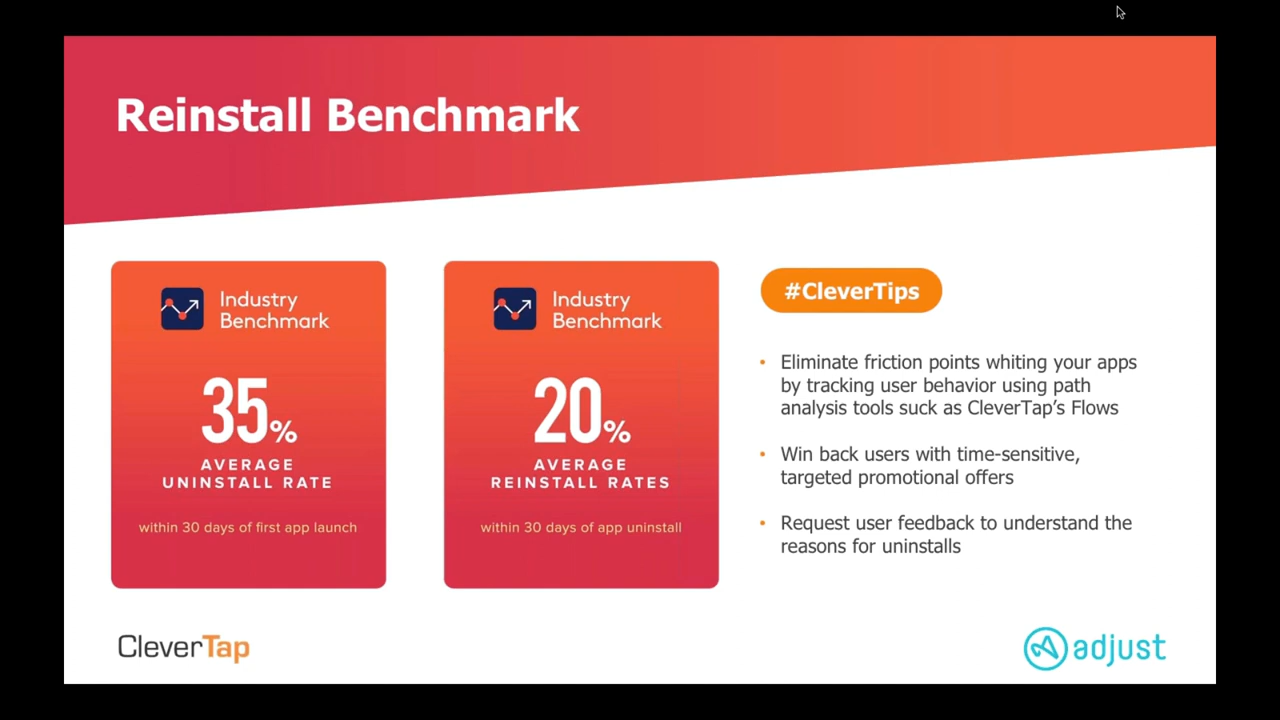 Reinstall Benchmark
Industry
Benchmark
35%
AVERAGE
UNINSTALL RATE
within 30 days of first app launch
Industry
Benchmark
20%
AVERAGE
REINSTALL RATES
within 30 days of app uninstall
#CleverTips
• Eliminate friction points whiting your apps
by tracking user behavior using path
analysis tools suck as CleverTap’s Flows
• Win back users with time-sensitive,
targeted promotional offers
• Request user feedback to understand the
reasons for uninstalls
CleverTap
adjust